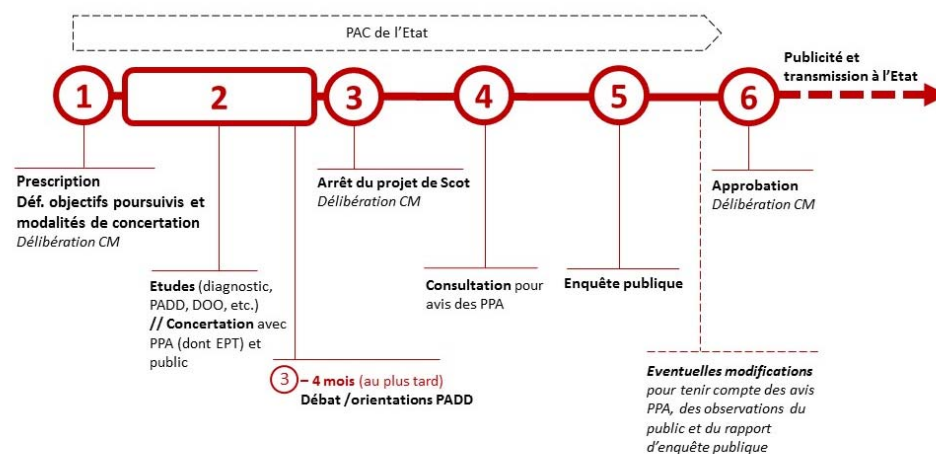 PAC de l'Etat
Publicité et
transmission à l'Etat
1
2
3
4
5
6
Prescription
Déf. objectifs poursuivis et
modalités de concertation
Délibération CM
Arrêt du projet de Scot
Délibération CM
Approbation
Délibération CM
Etudes (diagnostic,
PADD, DOO, etc.)
// Concertation avec
PPA (dont EPT) et
public
Consultation pour
avis des PPA
Enquête publique
3 – 4 mois (au plus tard)
Débat /orientations PADD
Eventuelles modifications
pour tenir compte des avis
PPA, des observations du
public et du rapport
d'enquête publique